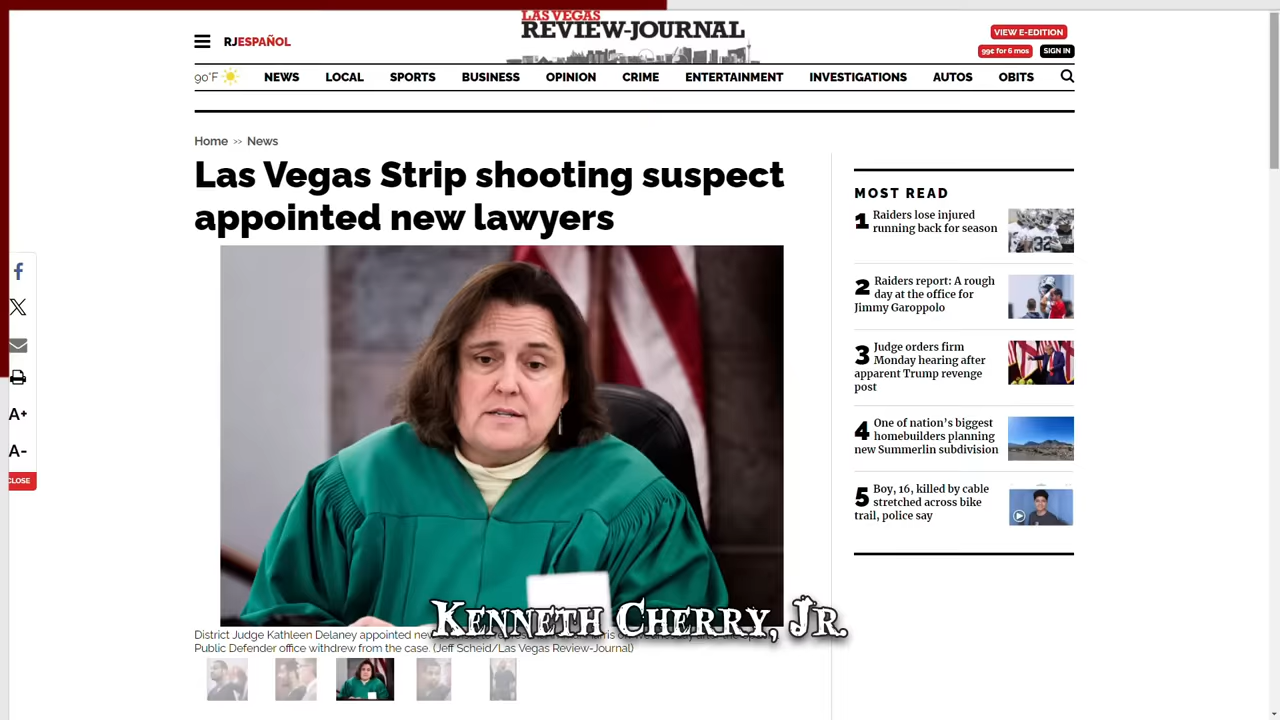 LAS VEGAS
REVIEW-JOURNAL
RJESPAÑOL
VIEW E-EDITION
99¢ for 6 mos
SIGN IN
90°F
NEWS
LOCAL
SPORTS
BUSINESS
OPINION
CRIME
ENTERTAINMENT
INVESTIGATIONS
AUTOS
OBITS
Home >> News
Las Vegas Strip shooting suspect
appointed new lawyers
A+
A-
CLOSE
Kenneth Cherry, Jr.
District Judge Kathleen Delaney appointed new
Public Defender office withdrew from the case. (Jeff Scheid/Las Vegas Review-Journal)
MOST READ
1 Raiders lose injured
running back for season
2 Raiders report: A rough
day at the office for
Jimmy Garoppolo
3 Judge orders firm
Monday hearing after
apparent Trump revenge
post
4 One of nation's biggest
homebuilders planning
new Summerlin subdivision
5 Boy, 16, killed by cable
stretched across bike
trail, police say